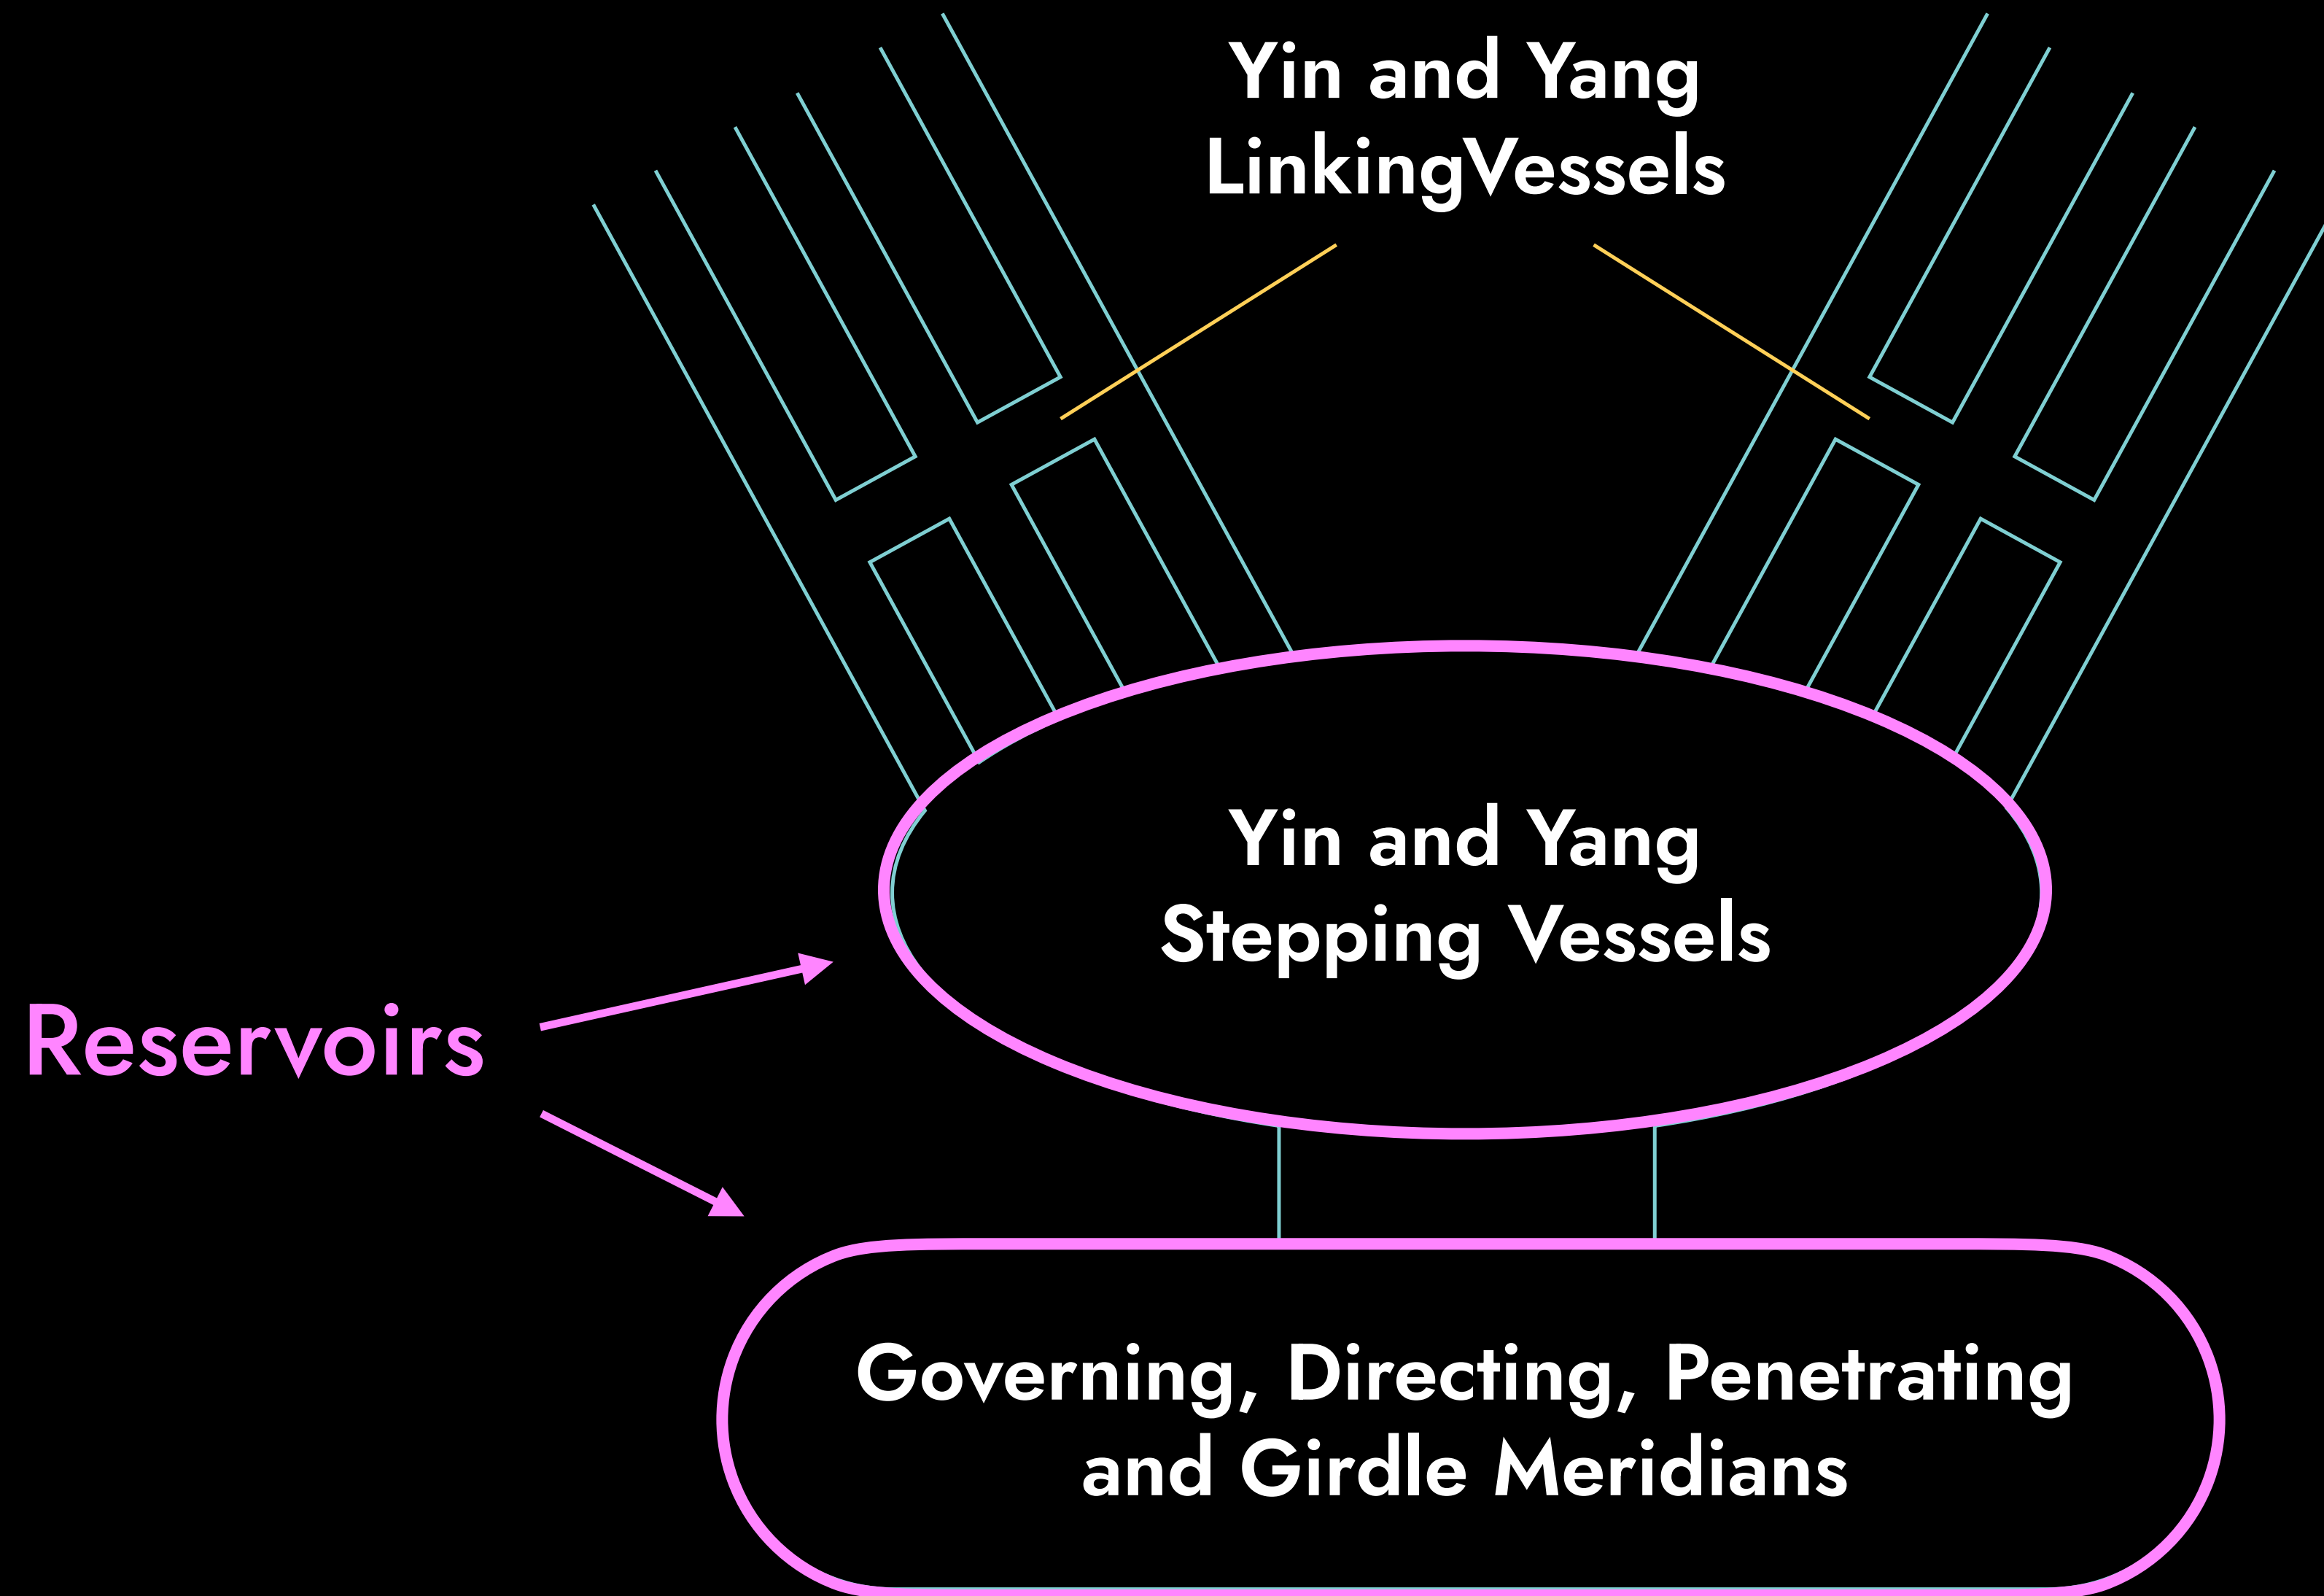 Yin and Yang
LinkingVessels
Yin and Yang
Stepping Vessels
Reservoirs
Governing, Directing, Penetrating
and Girdle Meridians